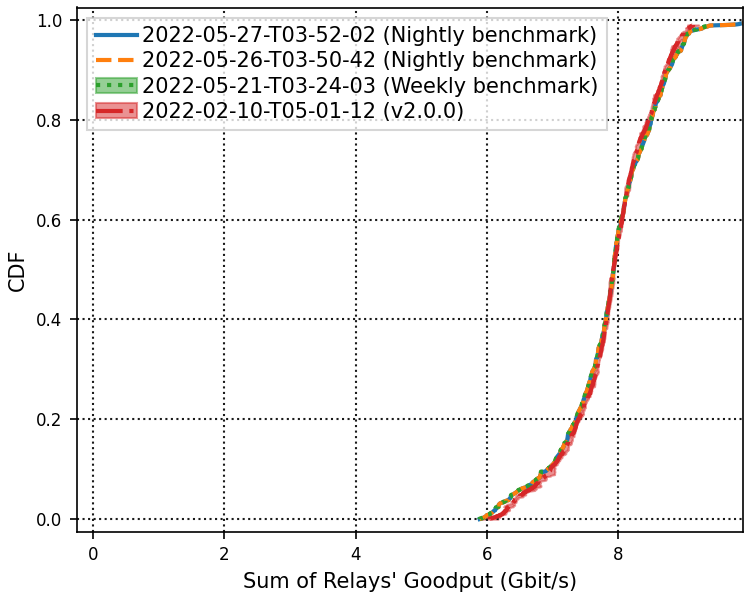 2022-05-27-T03-52-02 (Nightly benchmark)
2022-05-26-T03-50-42 (Nightly benchmark)
2022-05-21-T03-24-03 (Weekly benchmark)
2022-02-10-T05-01-12 (v2.0.0)
CDF
1.0
0.8
0.6
0.4
0.2
0.0
0 2 4 6 8
Sum of Relays' Goodput (Gbit/s)